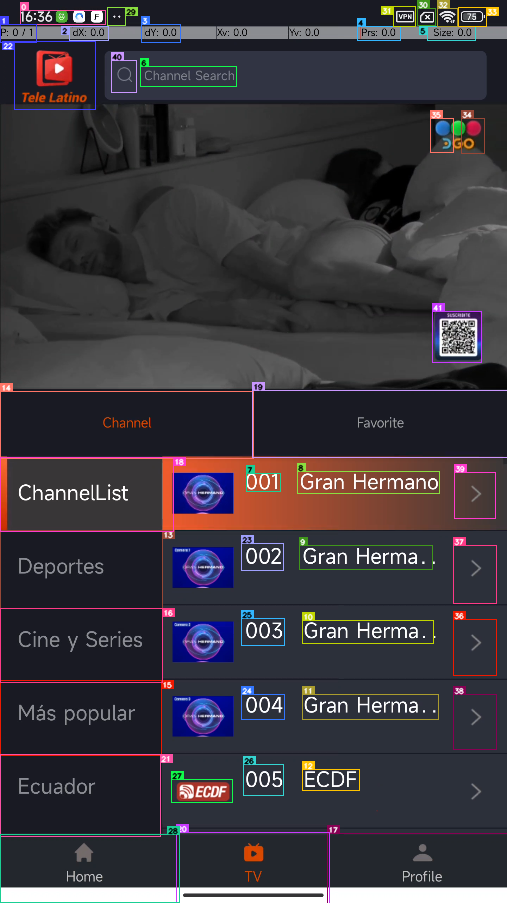 16:36
VPN
75
P: 0 / 1 dX: 0.0 dY: 0.0 Xv: 0.0 Yv: 0.0 Prs: 0.0 Size: 0.0
Tele Latino
Channel Search
DGO
SUSCRIBITE
Channel Favorite
ChannelList
001 Gran Hermano
Deportes
002 Gran Herma..
Cine y Series
003 Gran Herma..
Más popular
004 Gran Herma..
Ecuador
ECDF 005 ECDF
Home TV Profile